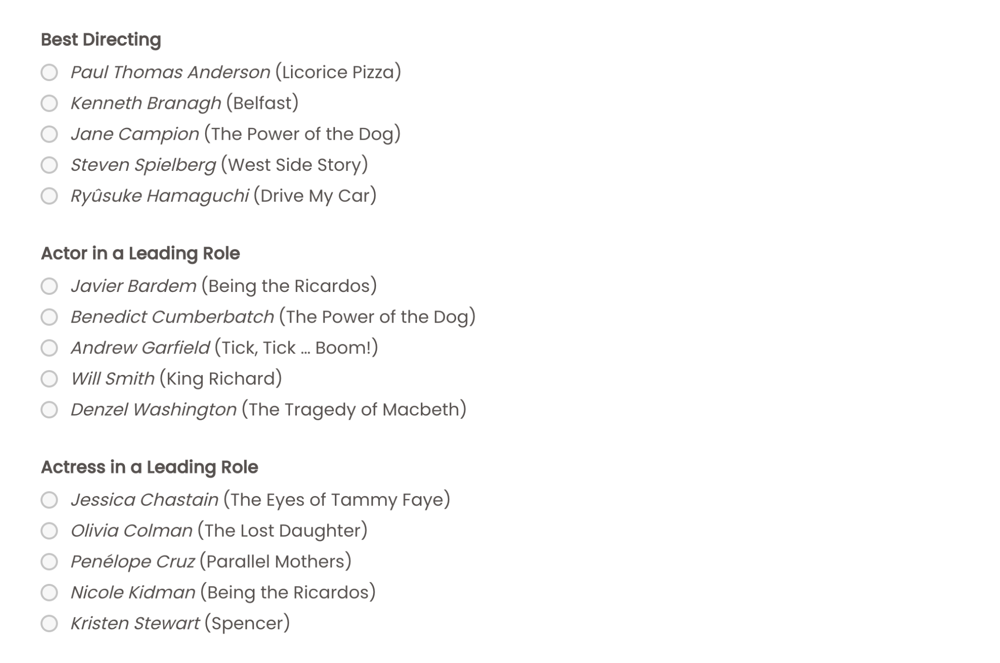 Best Directing
Paul Thomas Anderson (Licorice Pizza)
Kenneth Branagh (Belfast)
Jane Campion (The Power of the Dog)
Steven Spielberg (West Side Story)
Ryûsuke Hamaguchi (Drive My Car)
Actor in a Leading Role
Javier Bardem (Being the Ricardos)
Benedict Cumberbatch (The Power of the Dog)
Andrew Garfield (Tick, Tick ... Boom!)
Will Smith (King Richard)
Denzel Washington (The Tragedy of Macbeth)
Actress in a Leading Role
Jessica Chastain (The Eyes of Tammy Faye)
Olivia Colman (The Lost Daughter)
Penélope Cruz (Parallel Mothers)
Nicole Kidman (Being the Ricardos)
Kristen Stewart (Spencer)